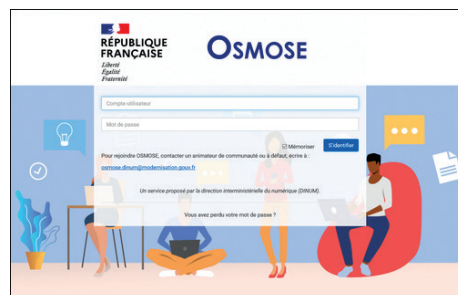 RÉPUBLIQUE
FRANÇAISE
Liberté
Égalité
Fraternité
OSMOSE
Compte utilisateur
Mot de passe
Mémoriser
S'identifier
Pour rejoindre OSMOSE, contacter un animateur de communauté ou à défaut, écrire à :
osmose.dinum@modernisation.gouv.fr
Un service proposé par la direction interministérielle du numérique (DINUM).
Vous avez perdu votre mot de passe ?